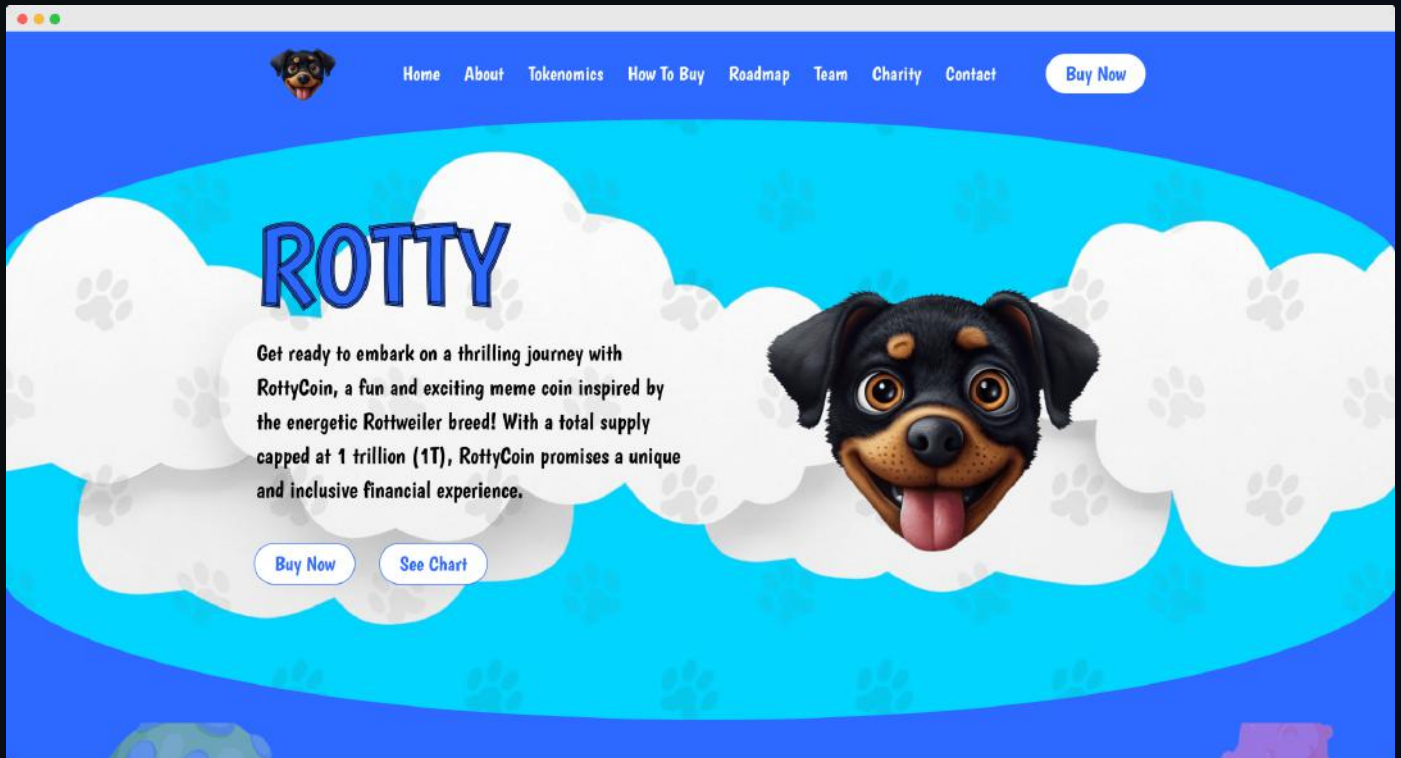 Home About Tokenomics How To Buy Roadmap Team Charity Contact Buy Now
ROTTY
Get ready to embark on a thrilling journey with
RottyCoin, a fun and exciting meme coin inspired by
the energetic Rottweiler breed! With a total supply
capped at 1 trillion (1T), RottyCoin promises a unique
and inclusive financial experience.
Buy Now See Chart